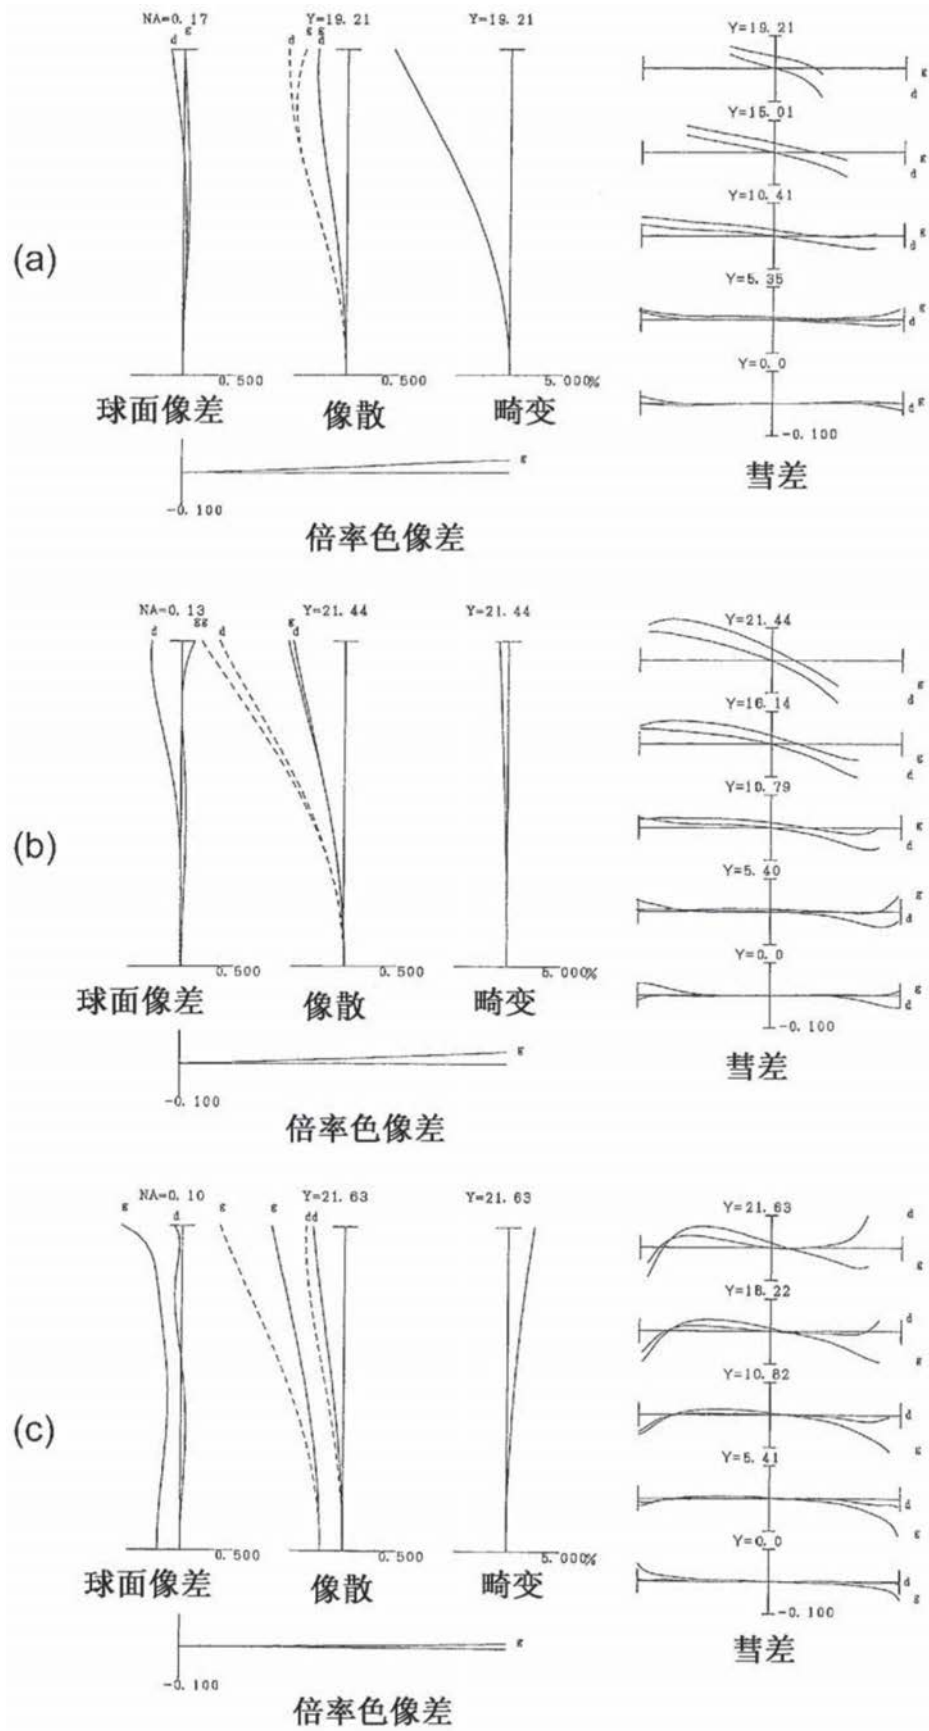 (a)
NA=0.17
d g
0.500
球面像差
Y=19.21
d g g d
0.500
像散
Y=19.21
5.000%
畸变
g
-0.100
倍率色像差
Y=19.21
g
d
Y=15.01
g
d
Y=10.41
g
d
Y=5.35
g
d
Y=0.0
g
d
-0.100
彗差
(b)
NA=0.13
d g
0.500
球面像差
Y=21.44
g d g d
0.500
像散
Y=21.44
5.000%
畸变
g
-0.100
倍率色像差
Y=21.44
g
d
Y=16.14
g
d
Y=10.79
g
d
Y=5.40
g
d
Y=0.0
g
d
-0.100
彗差
(c)
NA=0.10
g d
0.500
球面像差
Y=21.63
g g d d
0.500
像散
Y=21.63
5.000%
畸变
g
-0.100
倍率色像差
Y=21.63
d
g
Y=16.22
d
g
Y=10.82
d
g
Y=5.41
d
g
Y=0.0
d
g
-0.100
彗差